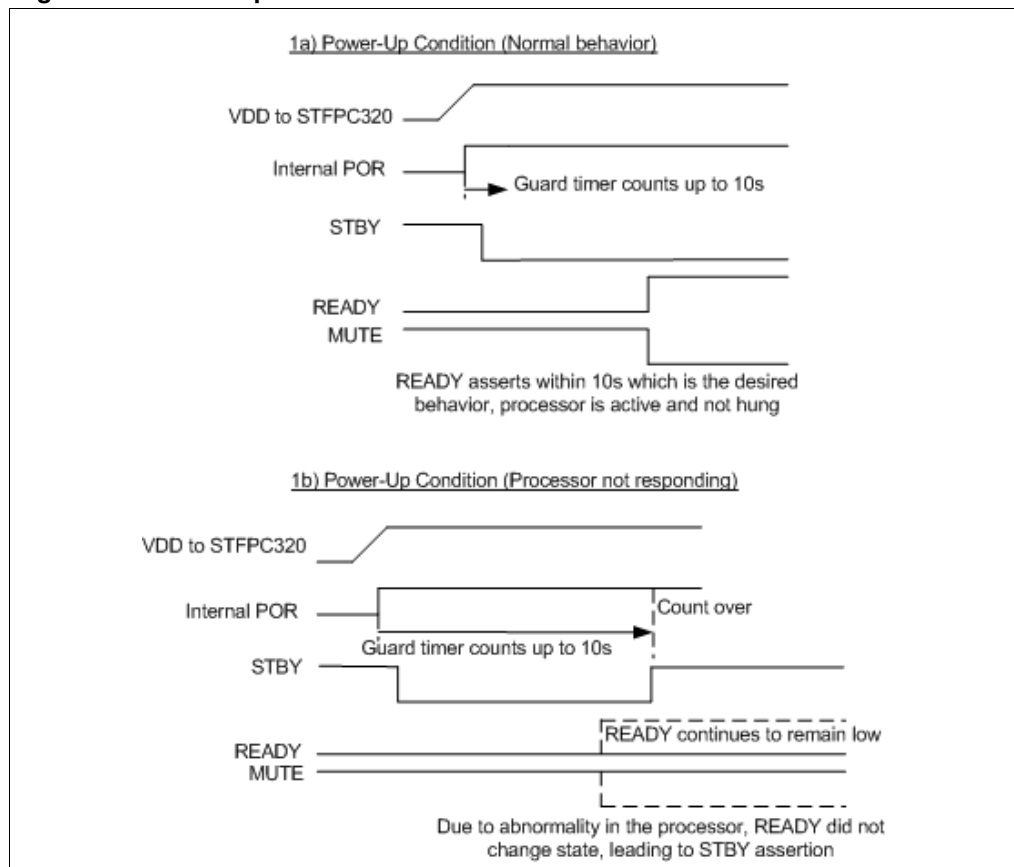 1a) Power-Up Condition (Normal behavior)
VDD to STFPC320
Internal POR
Guard timer counts up to 10s
STBY
READY
MUTE
READY asserts within 10s which is the desired
behavior, processor is active and not hung
1b) Power-Up Condition (Processor not responding)
VDD to STFPC320
Internal POR
Count over
Guard timer counts up to 10s
STBY
READY continues to remain low
READY
MUTE
Due to abnormality in the processor, READY did not
change state, leading to STBY assertion